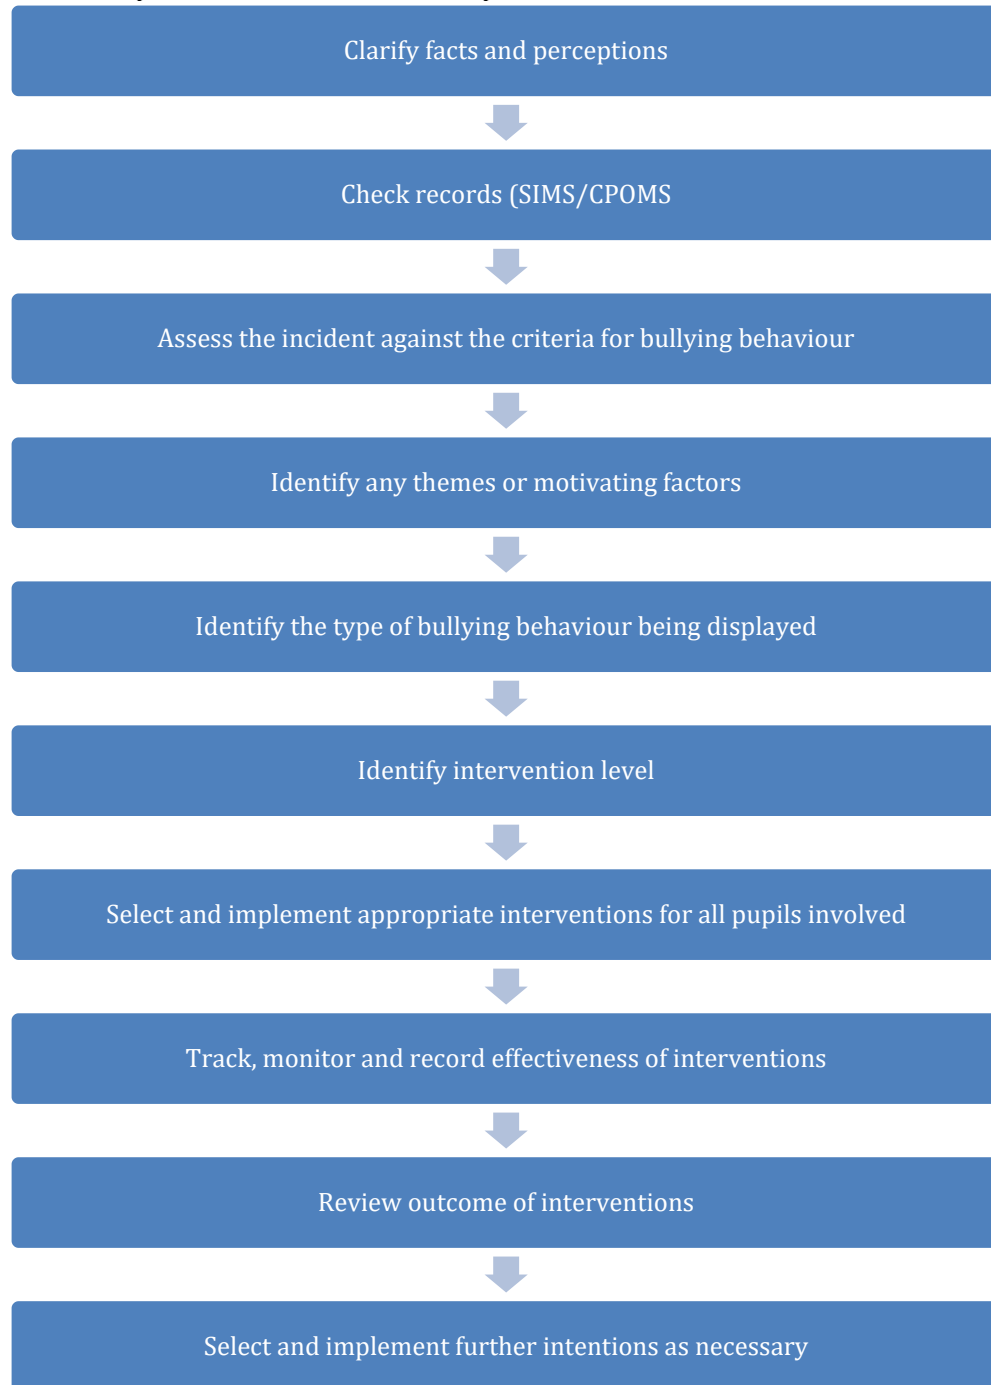 Clarify facts and perceptions
Check records (SIMS/CPOMS
Assess the incident against the criteria for bullying behaviour
Identify any themes or motivating factors
Identify the type of bullying behaviour being displayed
Identify intervention level
Select and implement appropriate interventions for all pupils involved
Track, monitor and record effectiveness of interventions
Review outcome of interventions
Select and implement further intentions as necessary